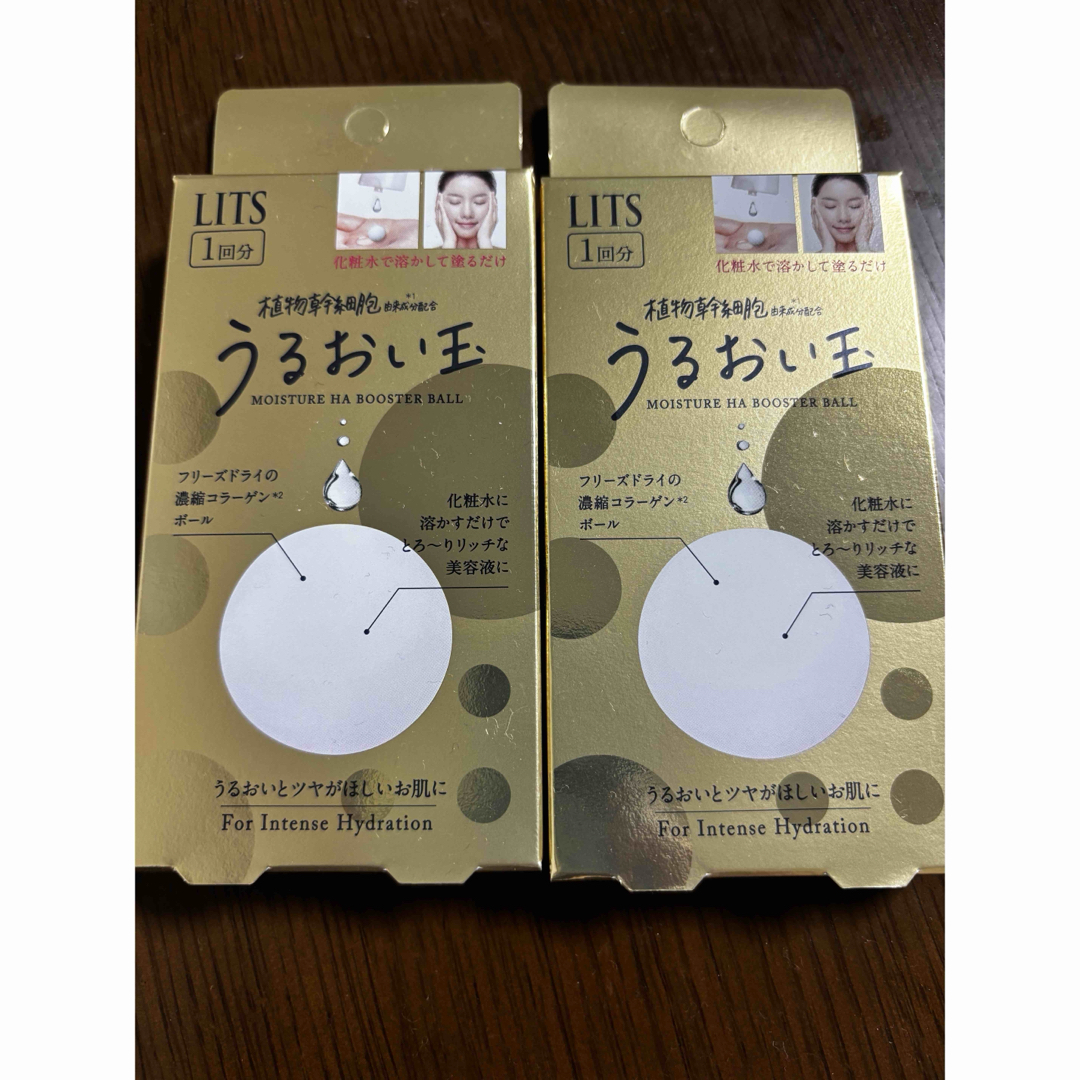 LITS
1回分
化粧水で溶かして塗るだけ
植物幹細胞*1由来成分配合
うるおい玉
MOISTURE HA BOOSTER BALL
フリーズドライの
濃縮コラーゲン*2
ボール
化粧水に
溶かすだけで
とろ〜りリッチな
美容液に
うるおいとツヤがほしいお肌に
For Intense Hydration
LITS
1回分
化粧水で溶かして塗るだけ
植物幹細胞*1由来成分配合
うるおい玉
MOISTURE HA BOOSTER BALL
フリーズドライの
濃縮コラーゲン*2
ボール
化粧水に
溶かすだけで
とろ〜りリッチな
美容液に
うるおいとツヤがほしいお肌に
For Intense Hydration